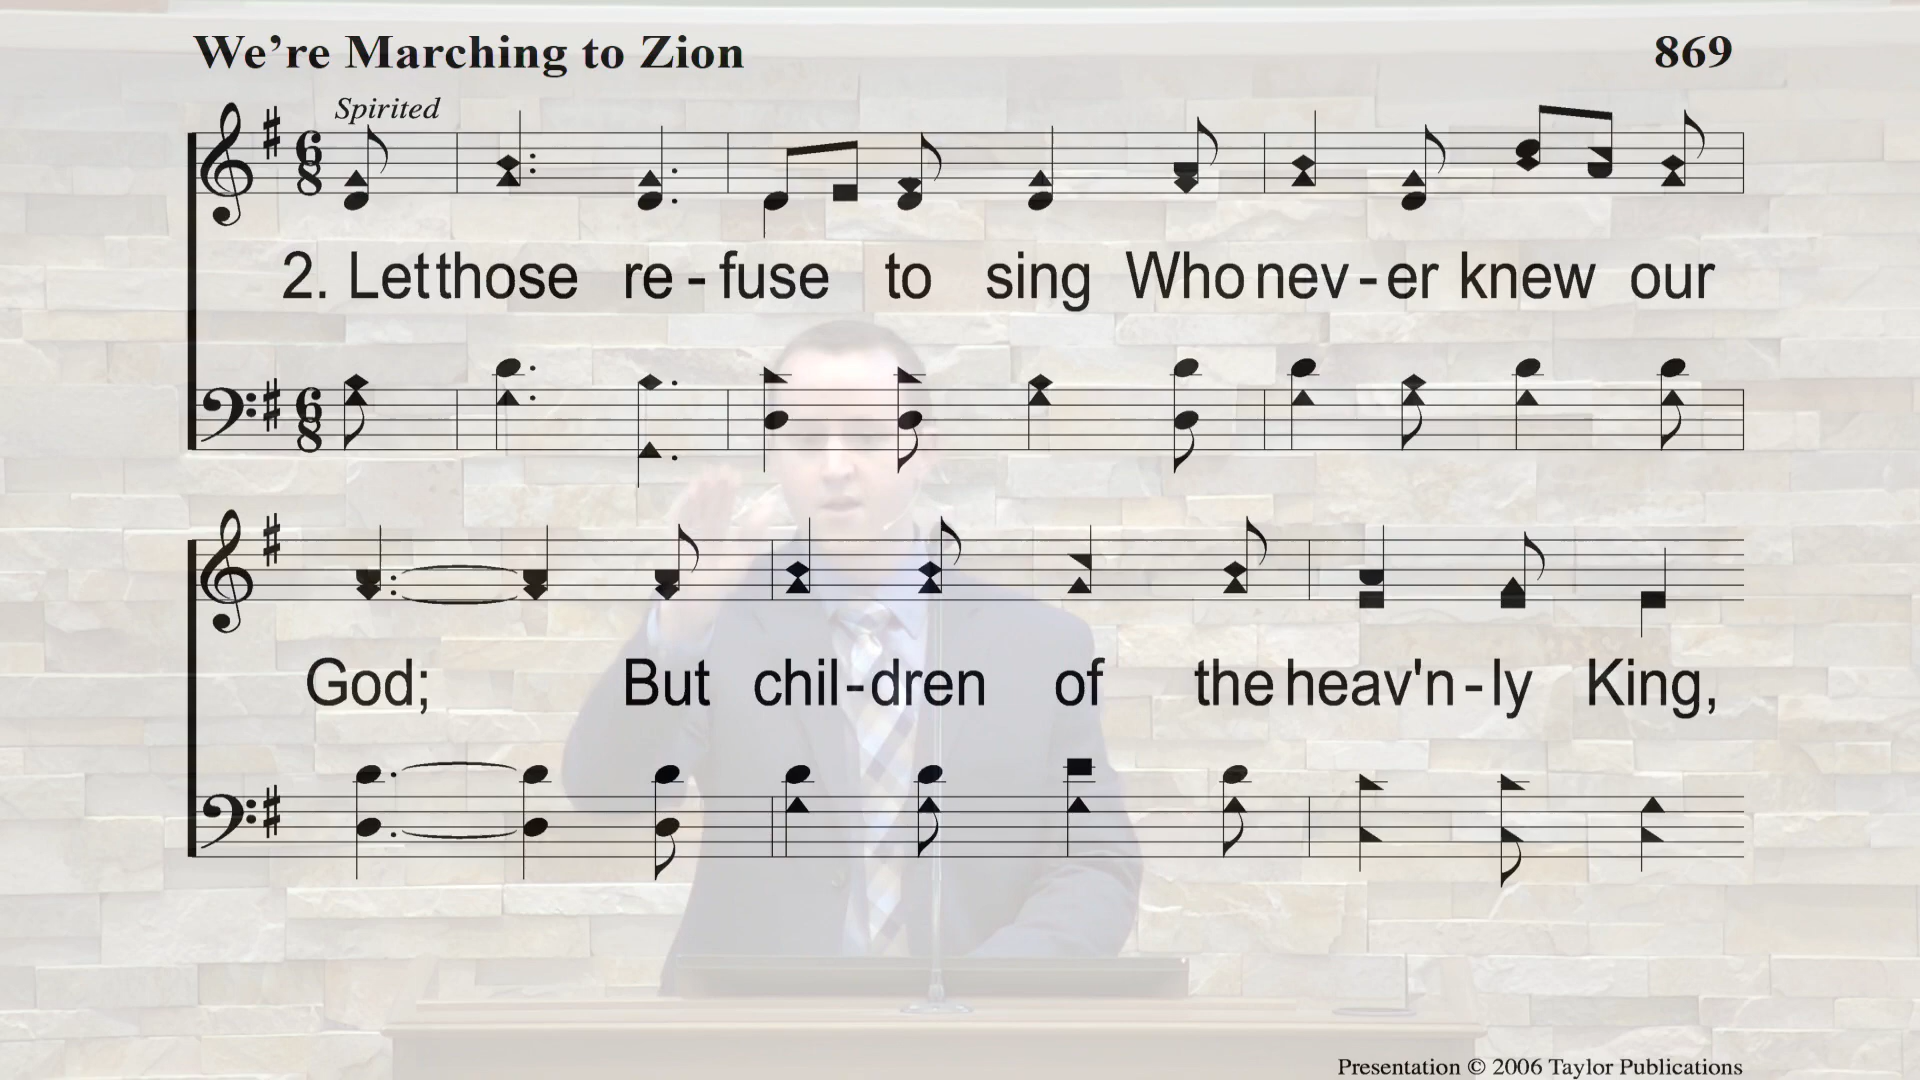 We're Marching to Zion 869
Spirited
2. Let those re-fuse to sing Who nev-er knew our
God; But chil-dren of the heav'n-ly King,
Presentation © 2006 Taylor Publications